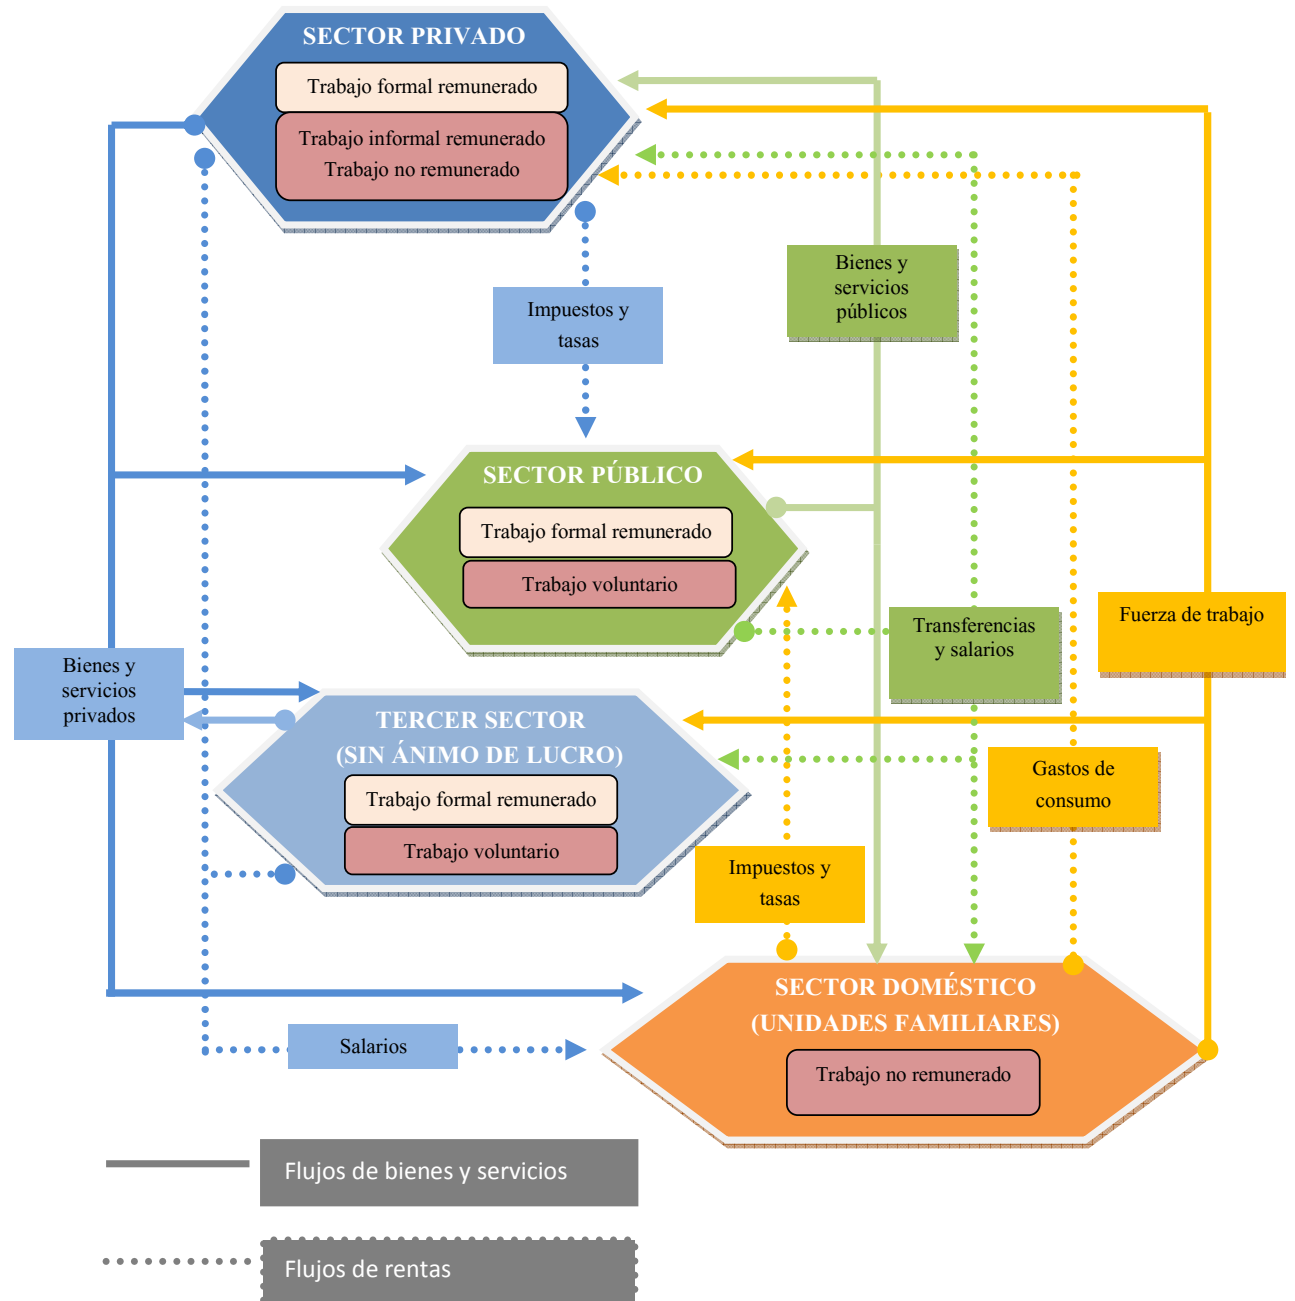 SECTOR PRIVADO
Trabajo formal remunerado
Trabajo informal remunerado
Trabajo no remunerado
Bienes y
servicios
públicos
Impuestos y
tasas
SECTOR PÚBLICO
Trabajo formal remunerado
Trabajo voluntario
Fuerza de trabajo
Transferencias
y salarios
Bienes y
servicios
privados
TERCER SECTOR
(SIN ÁNIMO DE LUCRO)
Trabajo formal remunerado
Trabajo voluntario
Gastos de
consumo
Impuestos y
tasas
SECTOR DOMÉSTICO
(UNIDADES FAMILIARES)
Trabajo no remunerado
Salarios
Flujos de bienes y servicios
Flujos de rentas